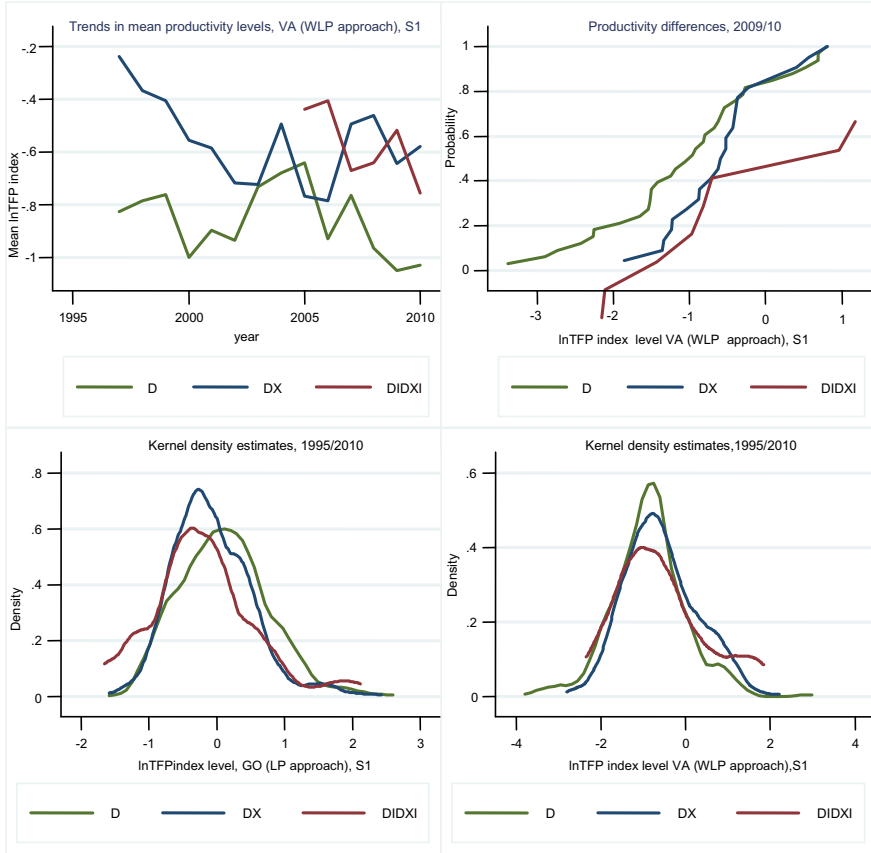 Trends in mean productivity levels, VA (WLP approach), S1
Mean lnTFP index
-.2
-.4
-.6
-.8
-1
1995
2000
2005
2010
year
D
DX
DIDXI
Productivity differences, 2009/10
Probability
1
.8
.6
.4
.2
0
-3
-2
-1
0
1
lnTFP index level VA (WLP approach), S1
D
DX
DIDXI
Kernel density estimates, 1995/2010
Density
.8
.6
.4
.2
0
-2
-1
0
1
2
3
lnTFPindex level, GO (LP approach), S1
D
DX
DIDXI
Kernel density estimates,1995/2010
Density
.6
.4
.2
0
-4
-2
0
2
4
lnTFP index level VA (WLP approach),S1
D
DX
DIDXI